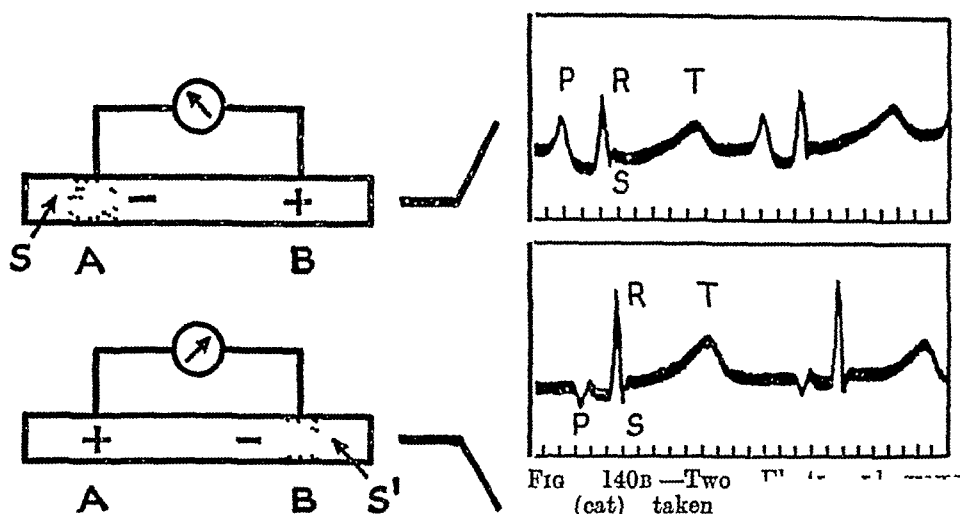 P R T
S
− +
S A B
R T
P S
+ −
A B S'
FIG 140B —Two
(cat) taken